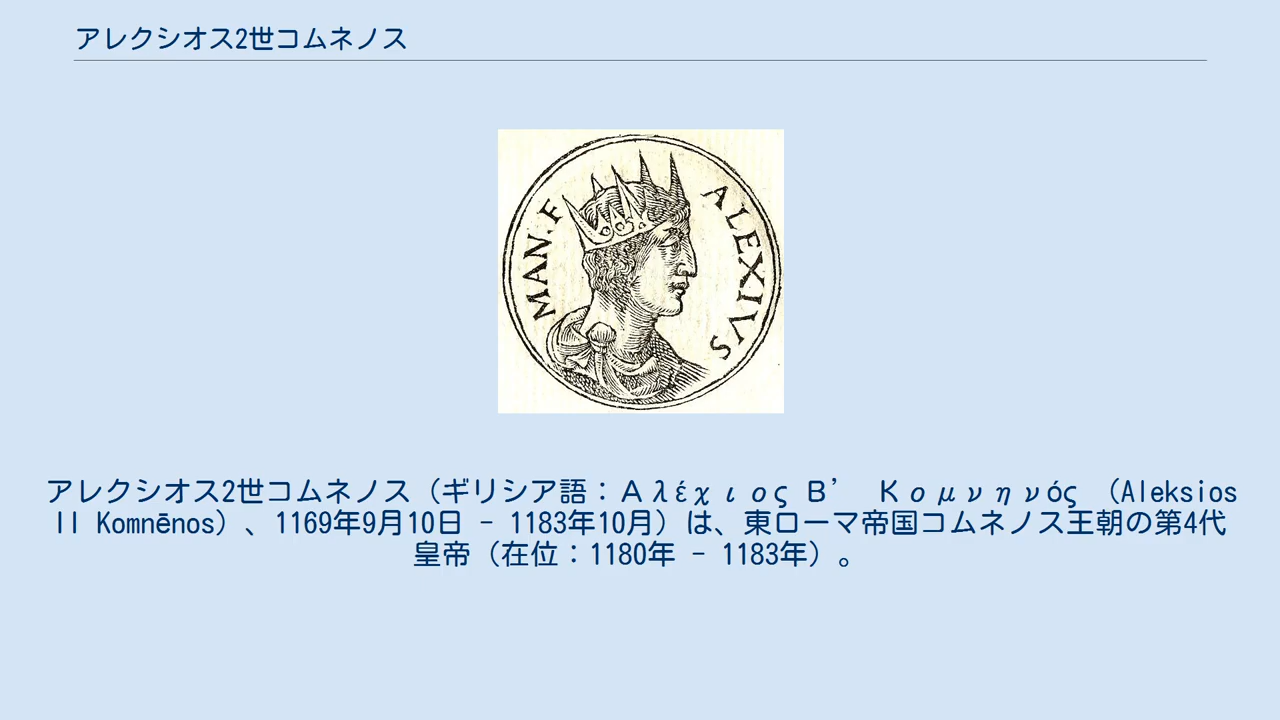 アレクシオス2世コムネノス
MAN. F
ALEXIVS
アレクシオス2世コムネノス（ギリシア語：Αλέχιος Β’ Κομνηνός （Aleksios
II Komnēnos）、1169年9月10日 - 1183年10月）は、東ローマ帝国コムネノス王朝の第4代
皇帝（在位：1180年 - 1183年）。